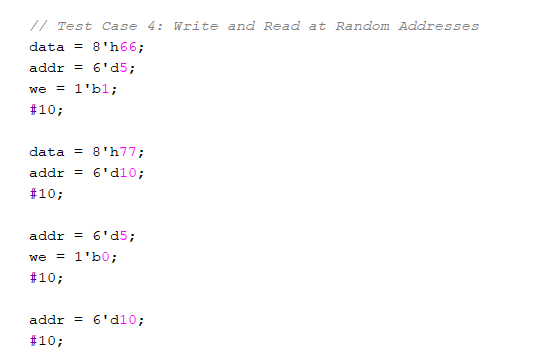 // Test Case 4: Write and Read at Random Addresses
data = 8'h66;
addr = 6'd5;
we = 1'b1;
#10;
data = 8'h77;
addr = 6'd10;
#10;
addr = 6'd5;
we = 1'b0;
#10;
addr = 6'd10;
#10;